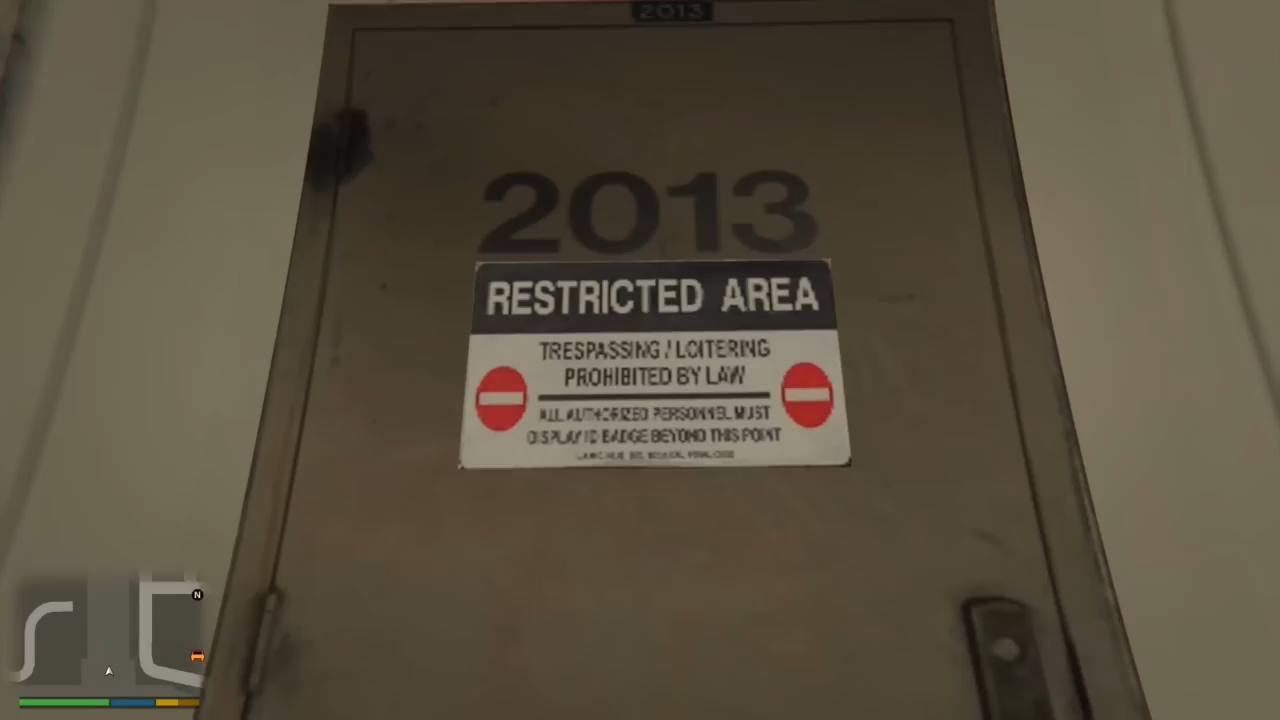 2013
2013
RESTRICTED AREA
TRESPASSING / LOITERING
PROHIBITED BY LAW
ALL AUTHORIZED PERSONNEL MUST
DISPLAY ID BADGE BEYOND THIS POINT
N